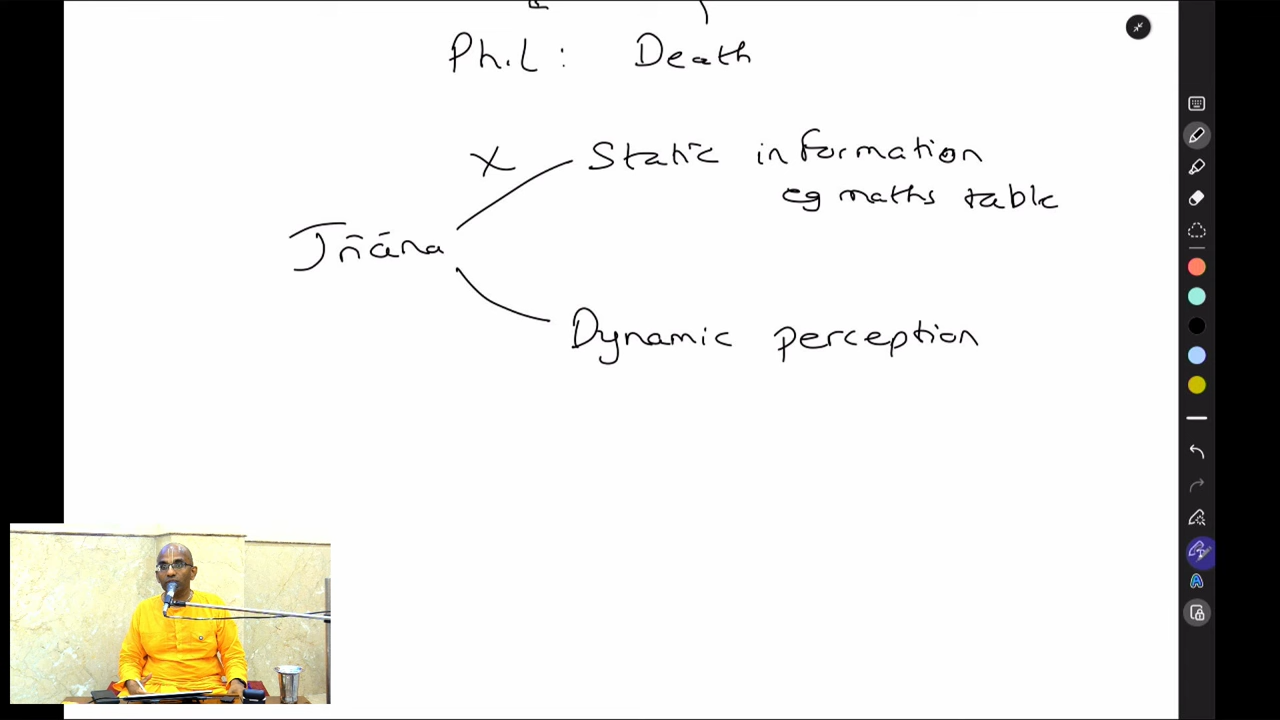 Phil: Death
X Static information
eg maths table
Jñāna
Dynamic perception